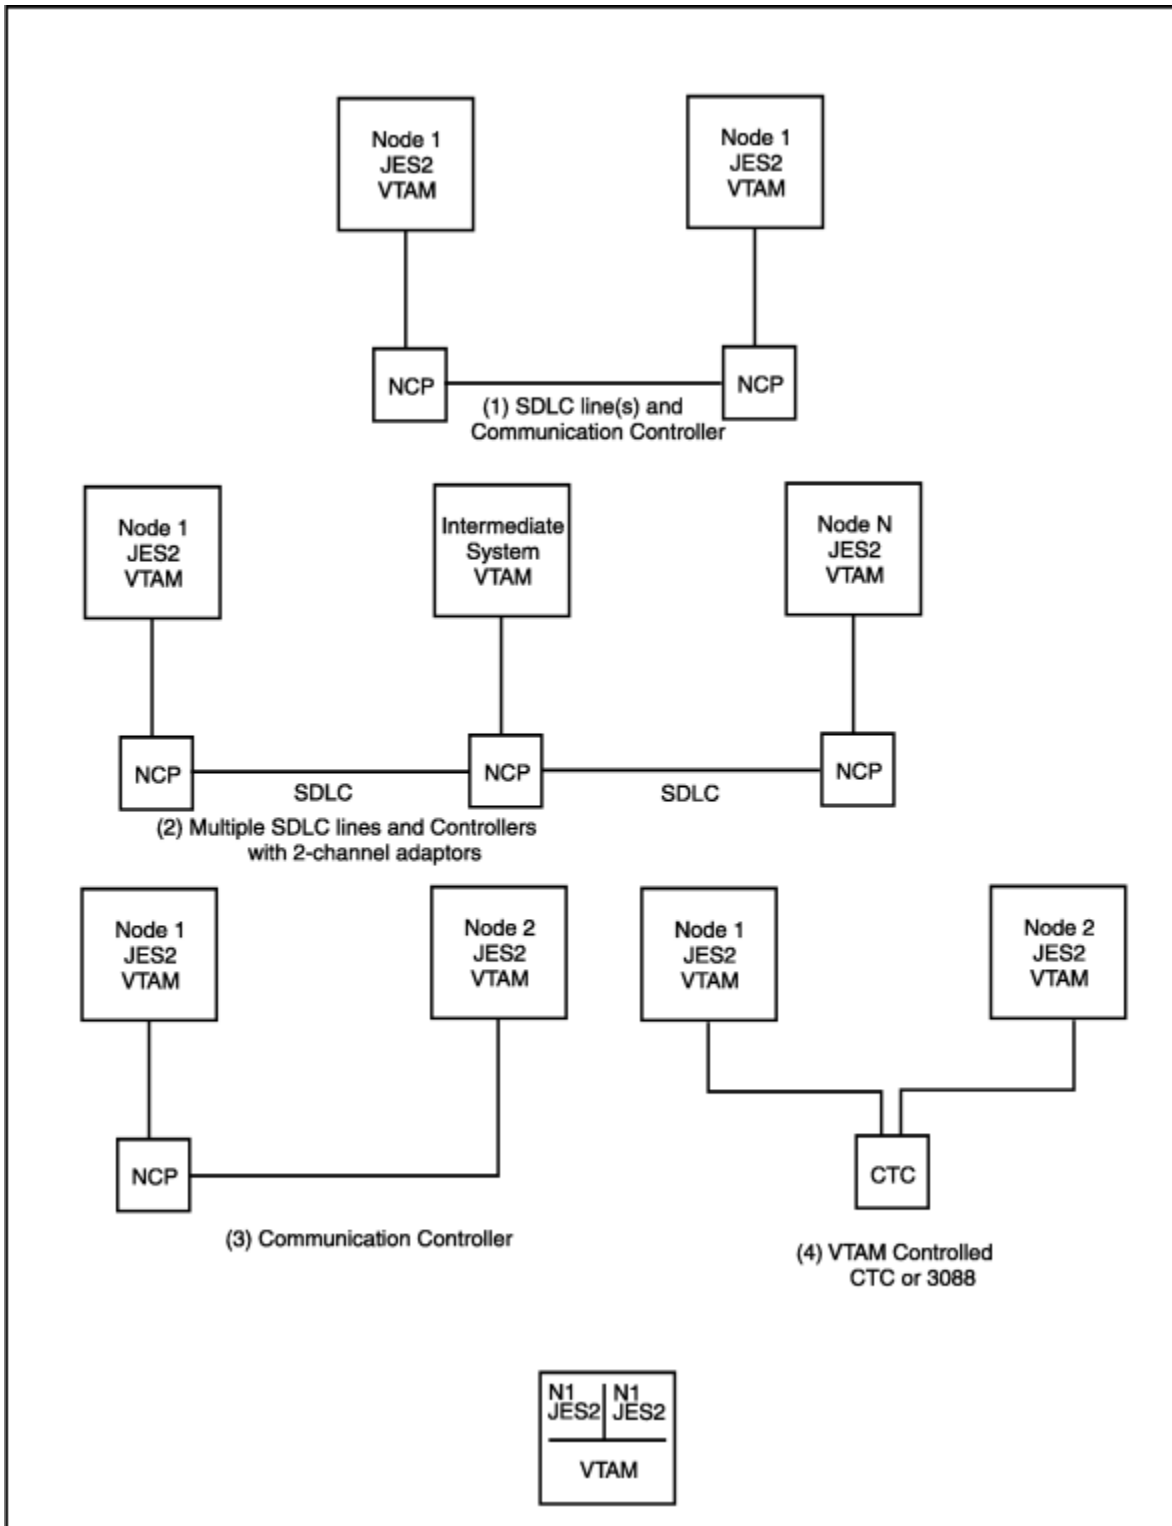 Node 1
JES2
VTAM
Node 1
JES2
VTAM
NCP
NCP
(1) SDLC line(s) and
Communication Controller
Node 1
JES2
VTAM
Intermediate
System
VTAM
Node N
JES2
VTAM
NCP
SDLC
NCP
SDLC
NCP
(2) Multiple SDLC lines and Controllers
with 2-channel adaptors
Node 1
JES2
VTAM
Node 2
JES2
VTAM
NCP
(3) Communication Controller
Node 1
JES2
VTAM
Node 2
JES2
VTAM
CTC
(4) VTAM Controlled
CTC or 3088
N1
JES2
N1
JES2
VTAM